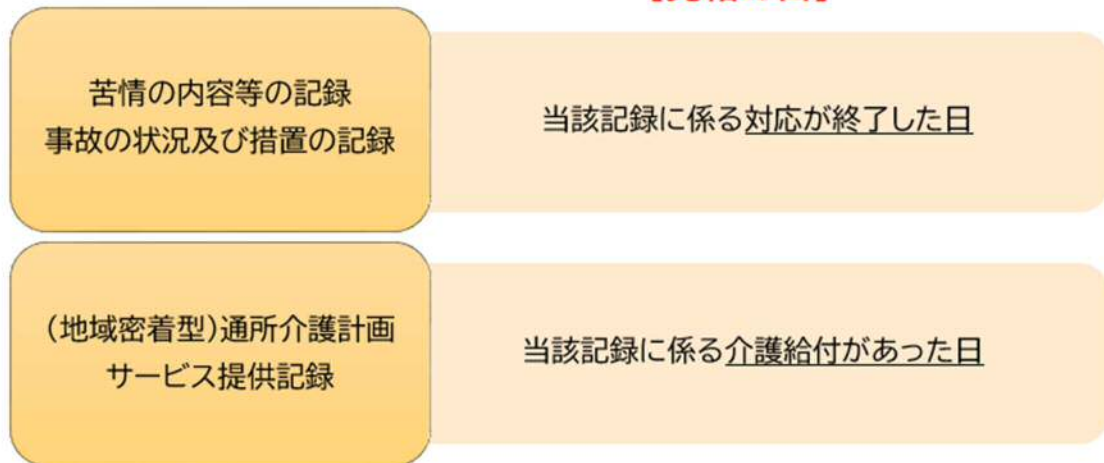 苦情の内容等の記録
事故の状況及び措置の記録
当該記録に係る対応が終了した日
(地域密着型)通所介護計画
サービス提供記録
当該記録に係る介護給付があった日